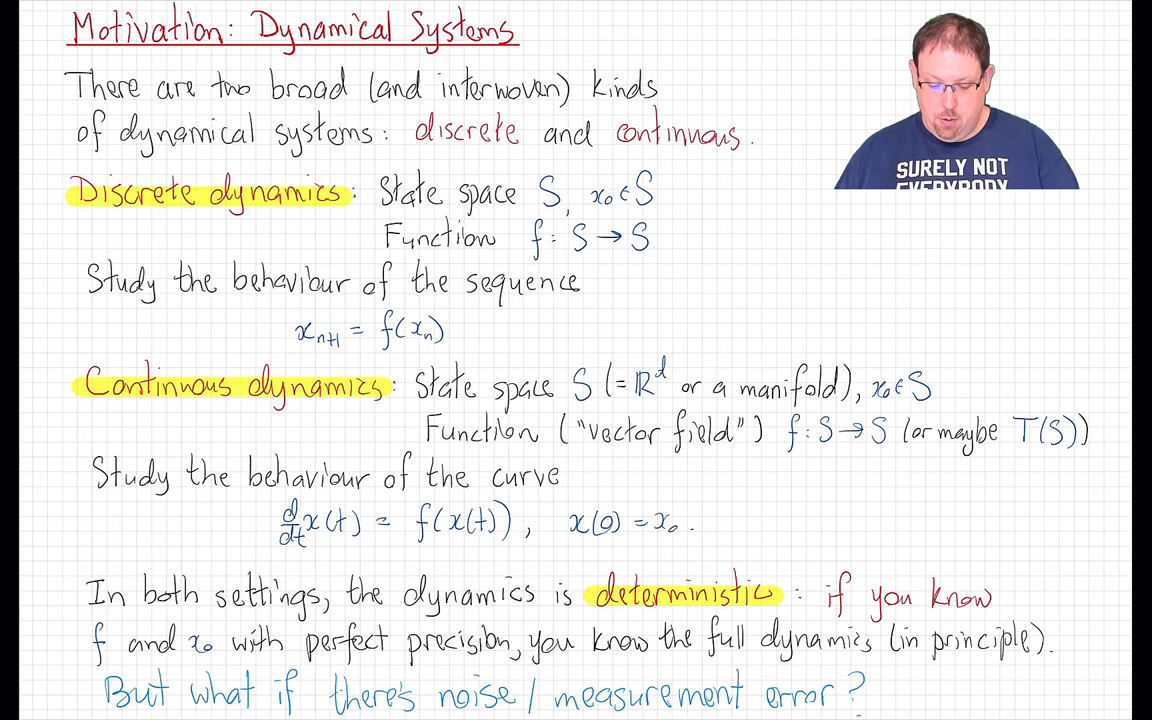 Motivation: Dynamical Systems
There are two broad (and interwoven) kinds
of dynamical systems: discrete and continuous.
Discrete dynamics: State space S, x₀ ∈ S
Function f: S → S
Study the behaviour of the sequence
xₙ₊₁ = f(xₙ)
Continuous dynamics: State space S (= ℝᵈ or a manifold), x₀ ∈ S
Function ("vector field") f: S → S (or maybe T(S))
Study the behaviour of the curve
d/dt x(t) = f(x(t)), x(0) = x₀.
In both settings, the dynamics is deterministic: if you know
f and x₀ with perfect precision, you know the full dynamics (in principle).
But what if there's noise / measurement error?
SURELY NOT
EVERYBODY